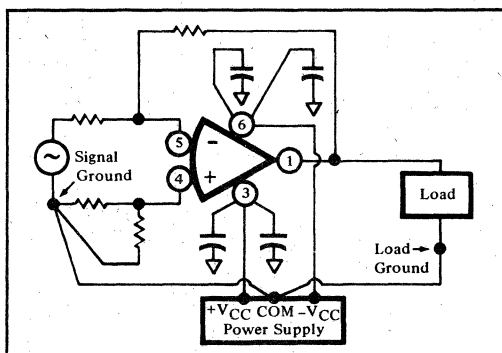 6
5
-
Signal
Ground
4
+
1
3
Load
Load
Ground
+VCC COM -VCC
Power Supply